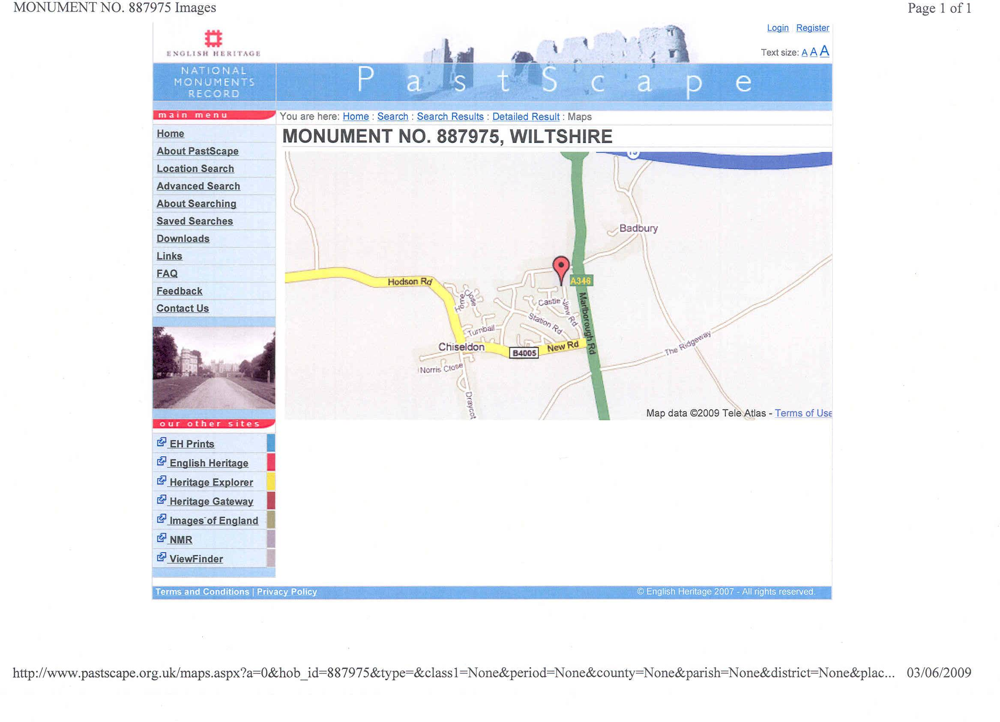 MONUMENT NO. 887975 Images
Page 1 of 1
ENGLISH HERITAGE
Login Register
Text size: A A A
NATIONAL
MONUMENTS
RECORD
PastScape
main menu
You are here: Home : Search : Search Results : Detailed Result : Maps
MONUMENT NO. 887975, WILTSHIRE
Home
About PastScape
Location Search
Advanced Search
About Searching
Saved Searches
Downloads
Links
FAQ
Feedback
Contact Us
Badbury
Hodson Rd
A346
Home Close
Castle View Rd
Marlborough Rd
Station Rd
Turnball
The Ridgeway
Chiseldon
B4005
New Rd
Norris Close
Draycot
Map data ©2009 Tele Atlas - Terms of Use
our other sites
EH Prints
English Heritage
Heritage Explorer
Heritage Gateway
Images of England
NMR
ViewFinder
Terms and Conditions | Privacy Policy
© English Heritage 2007 - All rights reserved.
http://www.pastscape.org.uk/maps.aspx?a=0&hob_id=887975&type=&class1=None&period=None&county=None&parish=None&district=None&plac...
03/06/2009